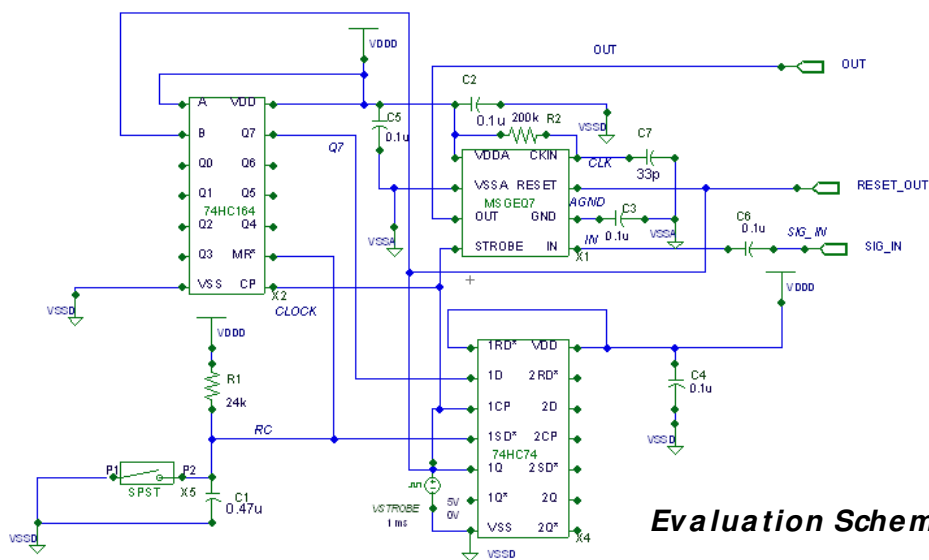 OUT
VDDD
OUT
C2
0.1u
200k
R2
C5
0.1u
VSSD
C7
33p
A VDD
B Q7
Q0 Q6
Q1 Q5
74HC164
Q2 Q4
Q3 MR*
VSS CP
X2
Q7
CLOCK
VSSD
VDDA CKIN
VSSA RESET
MSGEQ7
OUT GND
STROBE IN
X1
CLK
AGND
IN
VSSA
C3
0.1u
VSSA
RESET_OUT
C6
0.1u
SIG_IN
SIG_IN
VDDD
VDDD
R1
24k
RC
P1 P2
SPST
X5
C1
0.47u
VSSD
1RD* VDD
1D 2RD*
1CP 2D
1SD* 2CP
74HC74
1Q 2SD*
1Q* 2Q
VSS 2Q*
X4
VSTROBE
1ms
5V
0V
VSSD
C4
0.1u
VSSD
Evaluation Schem